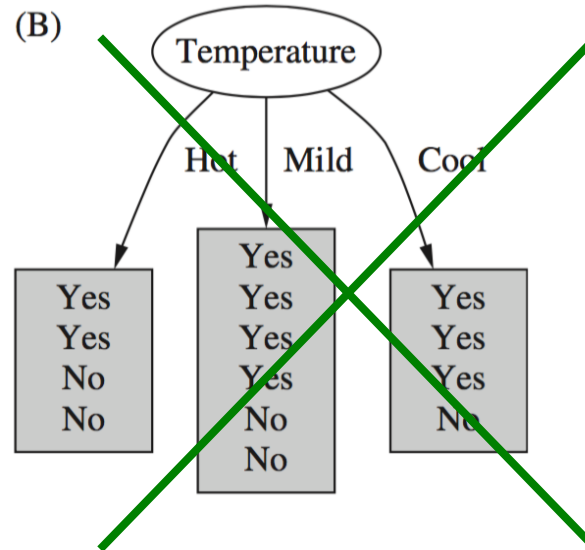 (B)
Temperature
Hot Mild Cool
Yes
Yes
No
No
Yes
Yes
Yes
Yes
No
No
Yes
Yes
Yes
No